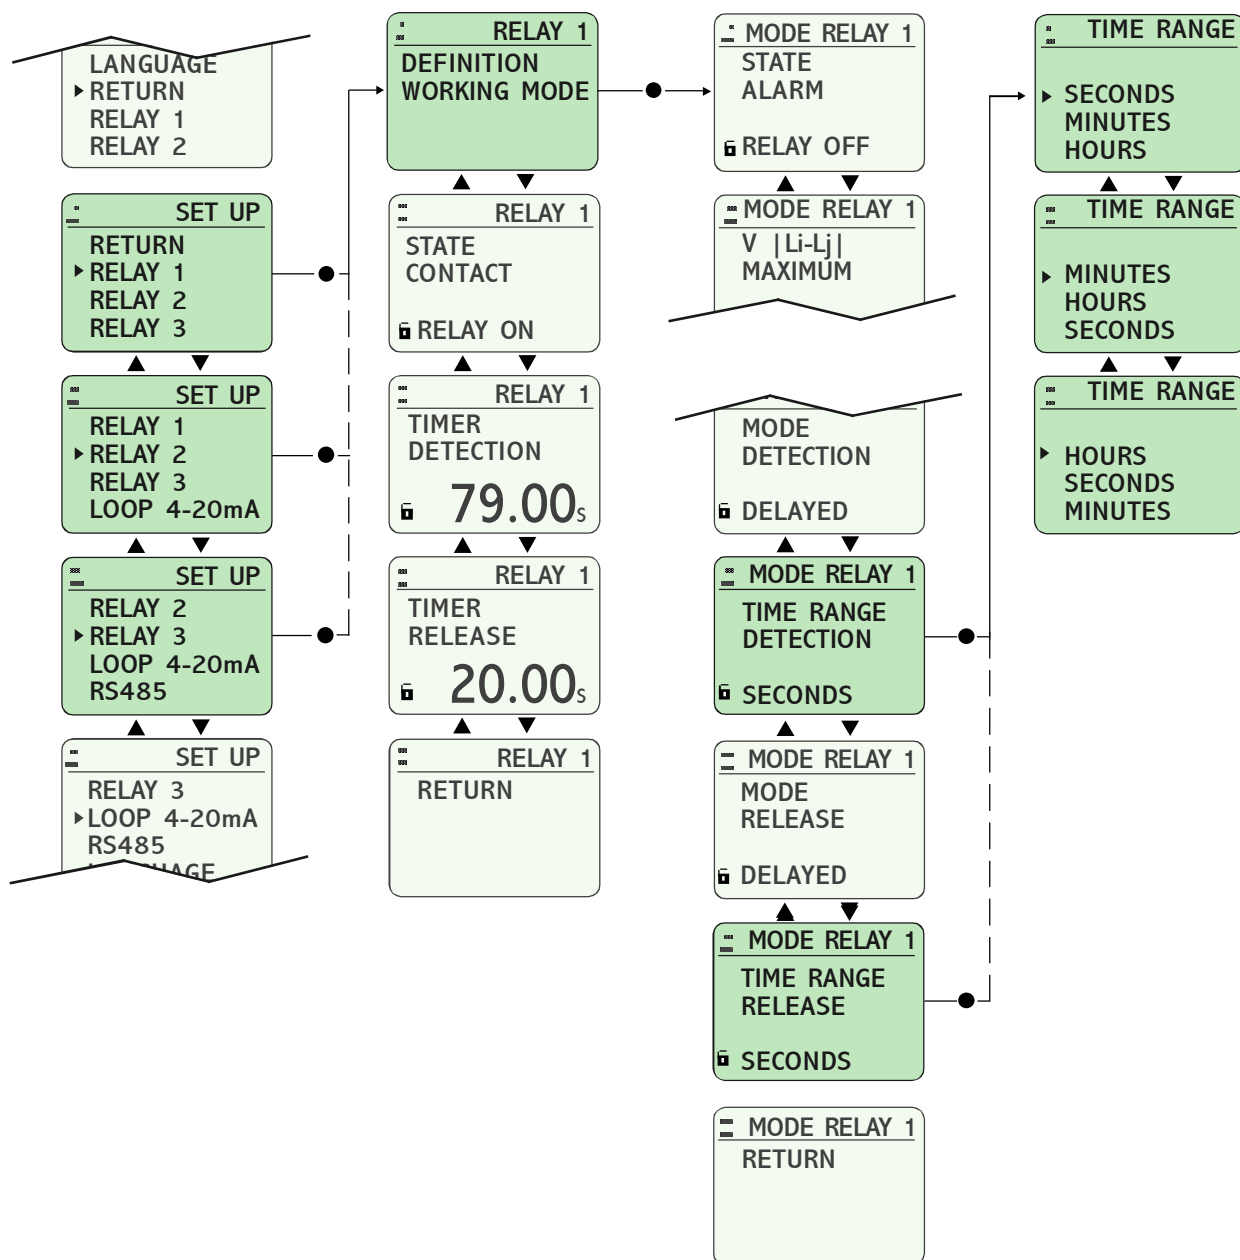 LANGUAGE
RETURN
RELAY 1
RELAY 2
SET UP
RETURN
RELAY 1
RELAY 2
RELAY 3
SET UP
RELAY 1
RELAY 2
RELAY 3
LOOP 4-20mA
SET UP
RELAY 2
RELAY 3
LOOP 4-20mA
RS485
SET UP
RELAY 3
LOOP 4-20mA
RS485
RELAY 1
DEFINITION
WORKING MODE
RELAY 1
STATE
CONTACT
RELAY ON
RELAY 1
TIMER
DETECTION
79.00s
RELAY 1
TIMER
RELEASE
20.00s
RELAY 1
RETURN
MODE RELAY 1
STATE
ALARM
RELAY OFF
MODE RELAY 1
V |Li-Lj|
MAXIMUM
MODE
DETECTION
DELAYED
MODE RELAY 1
TIME RANGE
DETECTION
SECONDS
MODE RELAY 1
MODE
RELEASE
DELAYED
MODE RELAY 1
TIME RANGE
RELEASE
SECONDS
MODE RELAY 1
RETURN
TIME RANGE
SECONDS
MINUTES
HOURS
TIME RANGE
MINUTES
HOURS
SECONDS
TIME RANGE
HOURS
SECONDS
MINUTES